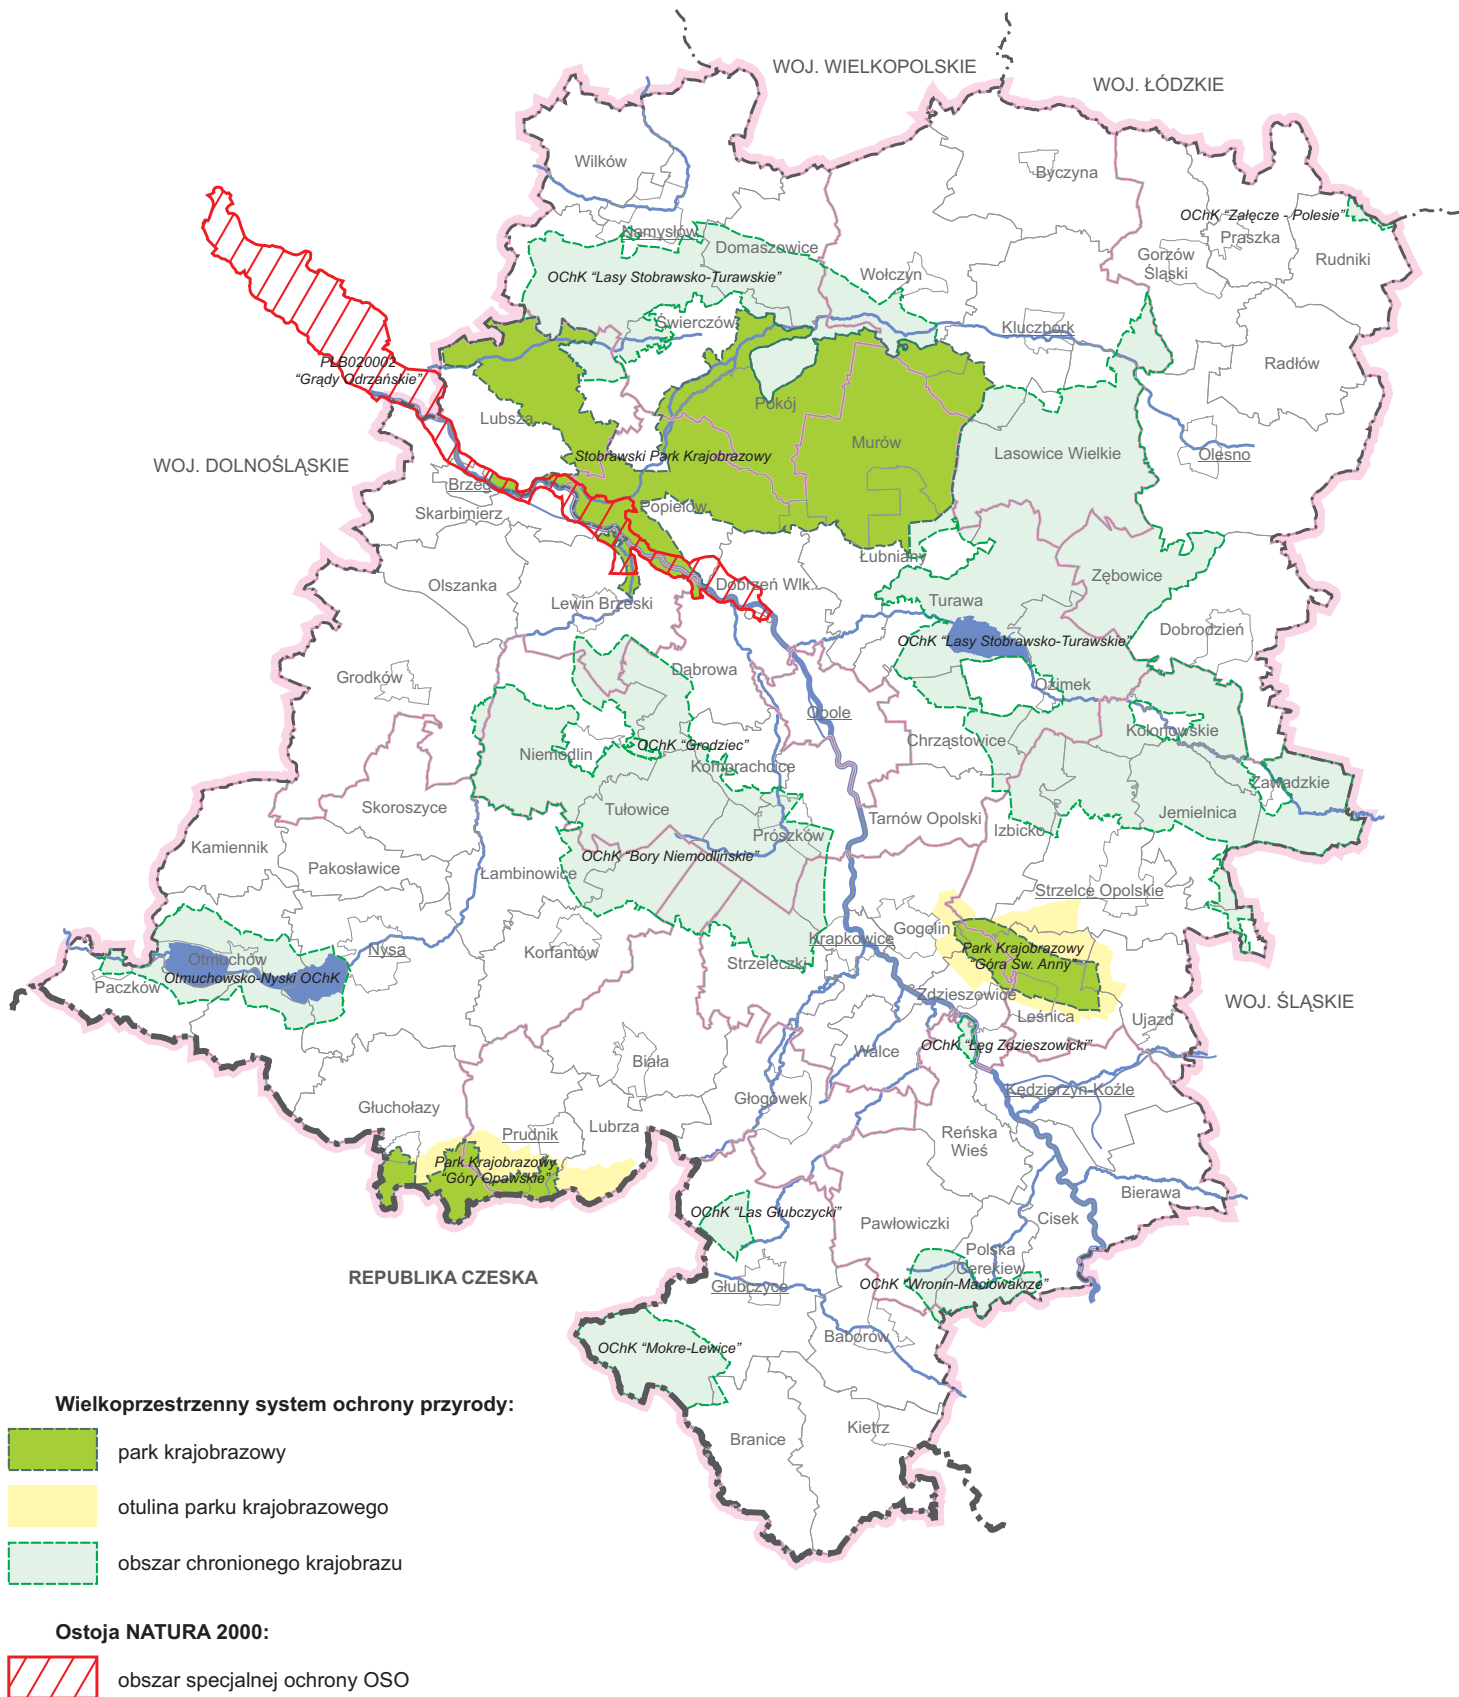 WOJ. WIELKOPOLSKIE
WOJ. ŁÓDZKIE
Wilków
Byczyna
OChK “Załęcze - Polesie”
Praszka
Rudniki
Gorzów
Śląski
Namysłów
Domaszowice
Wołczyn
OChK “Lasy Stobrawsko-Turawskie”
Świerczów
Kluczbork
Radłów
PLB020002
“Grądy Odrzańskie”
Pokój
Lubsza
Murów
Stobrawski Park Krajobrazowy
Lasowice Wielkie
Olesno
WOJ. DOLNOŚLĄSKIE
Brzeg
Skarbimierz
Popielów
Łubniany
Olszanka
Dobrzeń Wlk.
Zębowice
Lewin Brzeski
Turawa
Dobrodzień
OChK “Lasy Stobrawsko-Turawskie”
Grodków
Dąbrowa
Ozimek
Opole
Niemodlin
OChK “Grodziec”
Chrząstowice
Kolonowskie
Komprachcice
Zawadzkie
Skoroszyce
Tułowice
Prószków
Tarnów Opolski
Izbicko
Jemielnica
Kamiennik
Pakosławice
Łambinowice
OChK “Bory Niemodlińskie”
Strzelce Opolskie
Gogolin
Krapkowice
Park Krajobrazowy
“Góra Św. Anny”
Nysa
Korfantów
Strzeleczki
Otmuchów
Otmuchowsko-Nyski OChK
Paczków
Zdzieszowice
Leśnica
Ujazd
WOJ. ŚLĄSKIE
OChK “Łęg Zdzieszowicki”
Walce
Biała
Kędzierzyn-Koźle
Głogówek
Głuchołazy
Lubrza
Prudnik
Reńska
Wieś
Park Krajobrazowy
“Góry Opawskie”
Bierawa
OChK “Las Głubczycki”
Pawłowiczki
Cisek
Polska
Cerekiew
REPUBLIKA CZESKA
Głubczyce
OChK “Wronin-Maciowakrze”
Baborów
OChK “Mokre-Lewice”
Kietrz
Branice
Wielkoprzestrzenny system ochrony przyrody:
park krajobrazowy
otulina parku krajobrazowego
obszar chronionego krajobrazu
Ostoja NATURA 2000:
obszar specjalnej ochrony OSO